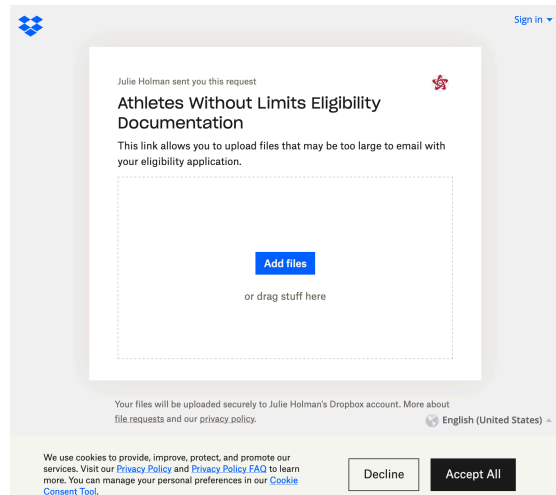 Sign in
Julie Holman sent you this request
Athletes Without Limits Eligibility
Documentation
This link allows you to upload files that may be too large to email with
your eligibility application.
Add files
or drag stuff here
Your files will be uploaded securely to Julie Holman's Dropbox account. More about
file requests and our privacy policy.
English (United States)
We use cookies to provide, improve, protect, and promote our
services. Visit our Privacy Policy and Privacy Policy FAQ to learn
more. You can manage your personal preferences in our Cookie
Consent Tool.
Decline
Accept All